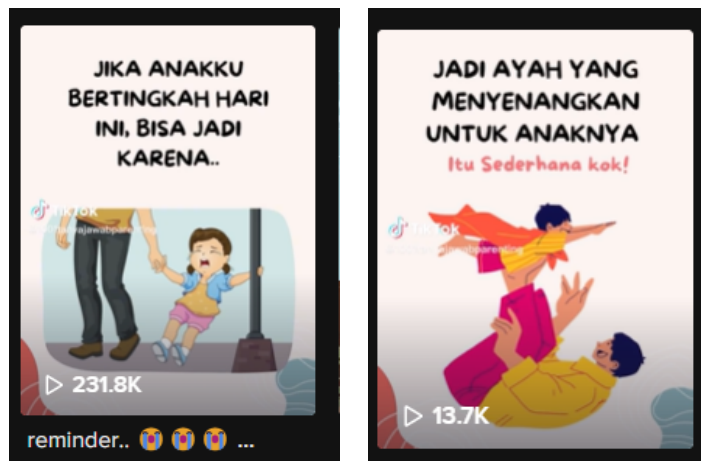 JIKA ANAKKU
BERTINGKAH HARI
INI, BISA JADI
KARENA..
TikTok
231.8K
reminder.. 😭 😭 😭 ...
JADI AYAH YANG
MENYENANGKAN
UNTUK ANAKNYA
Itu Sederhana kok!
TikTok
13.7K